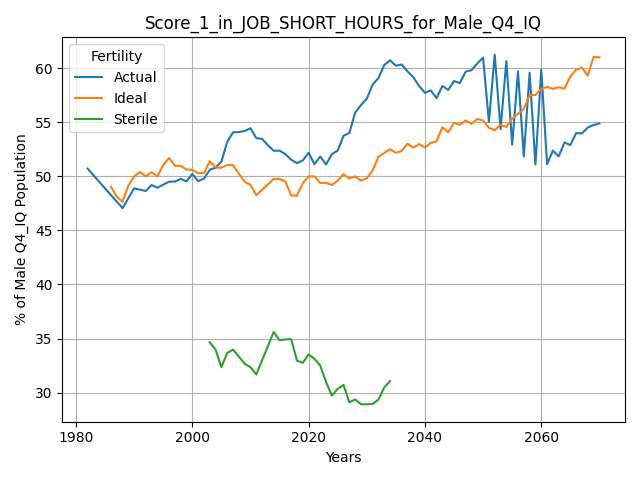 Score_1_in_JOB_SHORT_HOURS_for_Male_Q4_IQ
Fertility
Actual
Ideal
Sterile
% of Male Q4_IQ Population
60
55
50
45
40
35
30
1980
2000
2020
2040
2060
Years